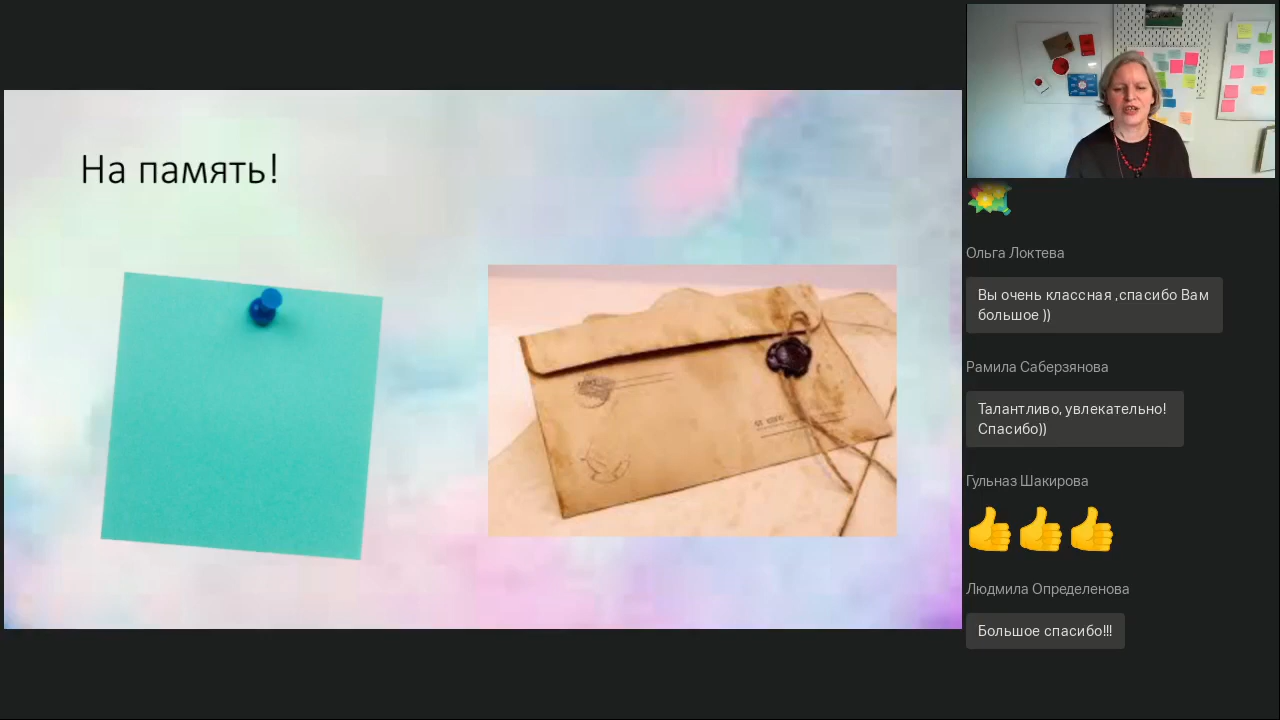 На память!
Ольга Локтева
Вы очень классная ,спасибо Вам
большое ))
Рамила Саберзянова
Талантливо, увлекательно!
Спасибо))
Гульназ Шакирова
Людмила Определенова
Большое спасибо!!!